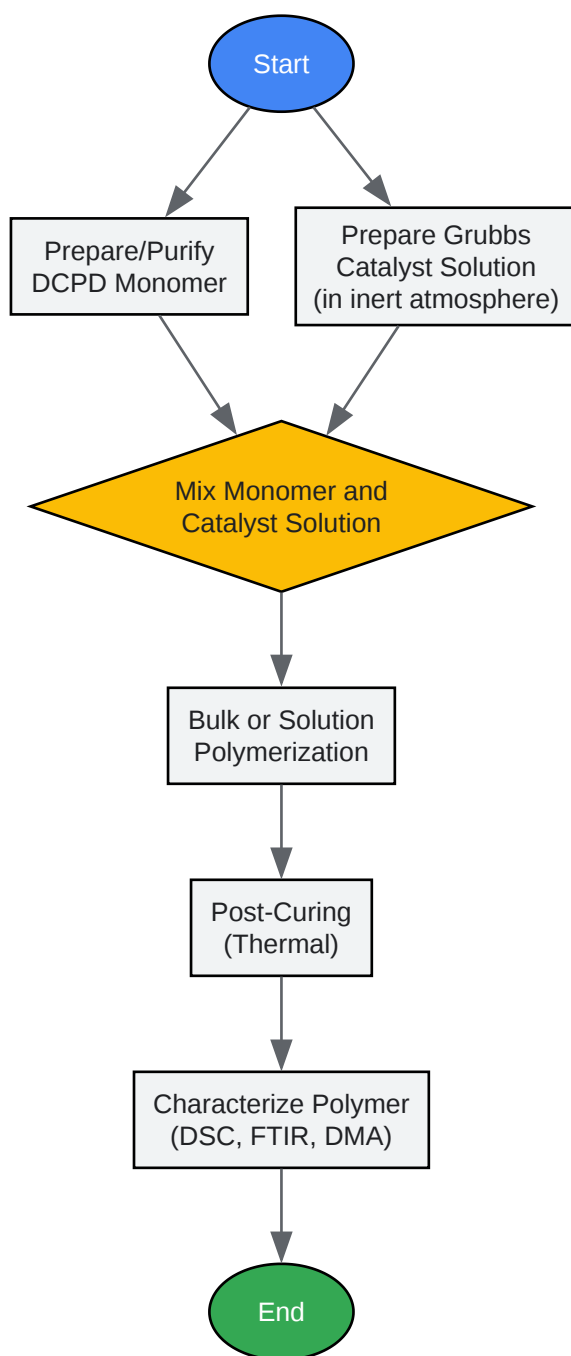 Start
Prepare/Purify
DCPD Monomer
Prepare Grubbs
Catalyst Solution
(in inert atmosphere)
Mix Monomer and
Catalyst Solution
Bulk or Solution
Polymerization
Post-Curing
(Thermal)
Characterize Polymer
(DSC, FTIR, DMA)
End